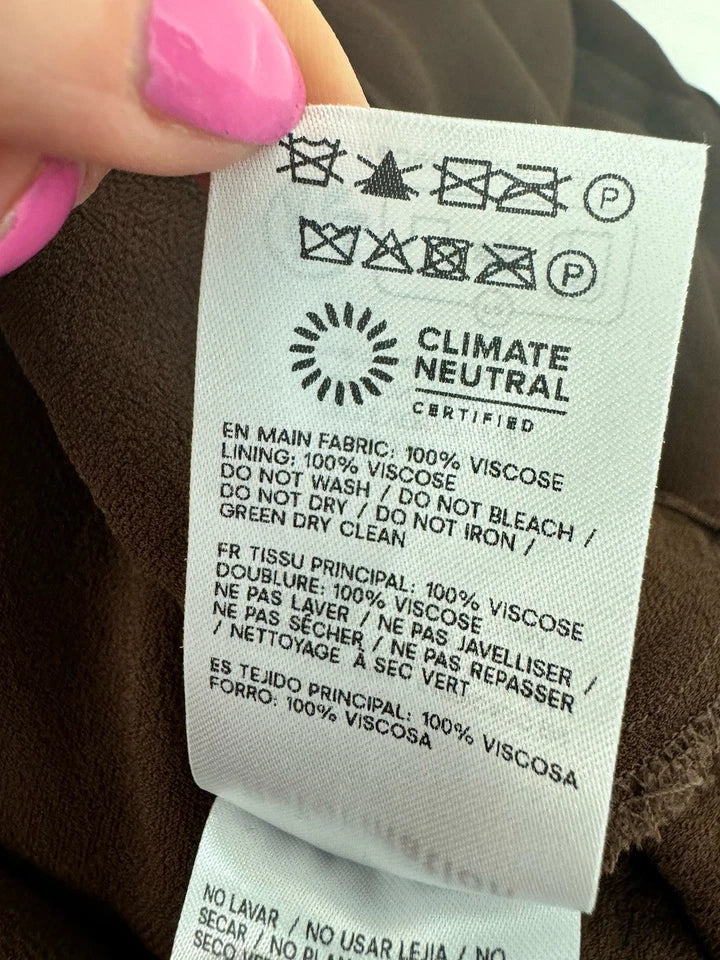 P
P
CLIMATE
NEUTRAL
CERTIFIED
EN MAIN FABRIC: 100% VISCOSE
LINING: 100% VISCOSE
DO NOT WASH / DO NOT BLEACH /
DO NOT DRY / DO NOT IRON /
GREEN DRY CLEAN
FR TISSU PRINCIPAL: 100% VISCOSE
DOUBLURE: 100% VISCOSE
NE PAS LAVER / NE PAS JAVELLISER /
NE PAS SÊCHER / NE PAS REPASSER
/ NETTOYAGE À SEC VERT
ES TEJIDO PRINCIPAL: 100% VISCOSA
FORRO: 100% VISCOSA
NO LAVAR / NO USAR LEJIA / NO
SECAR / NO
SECO